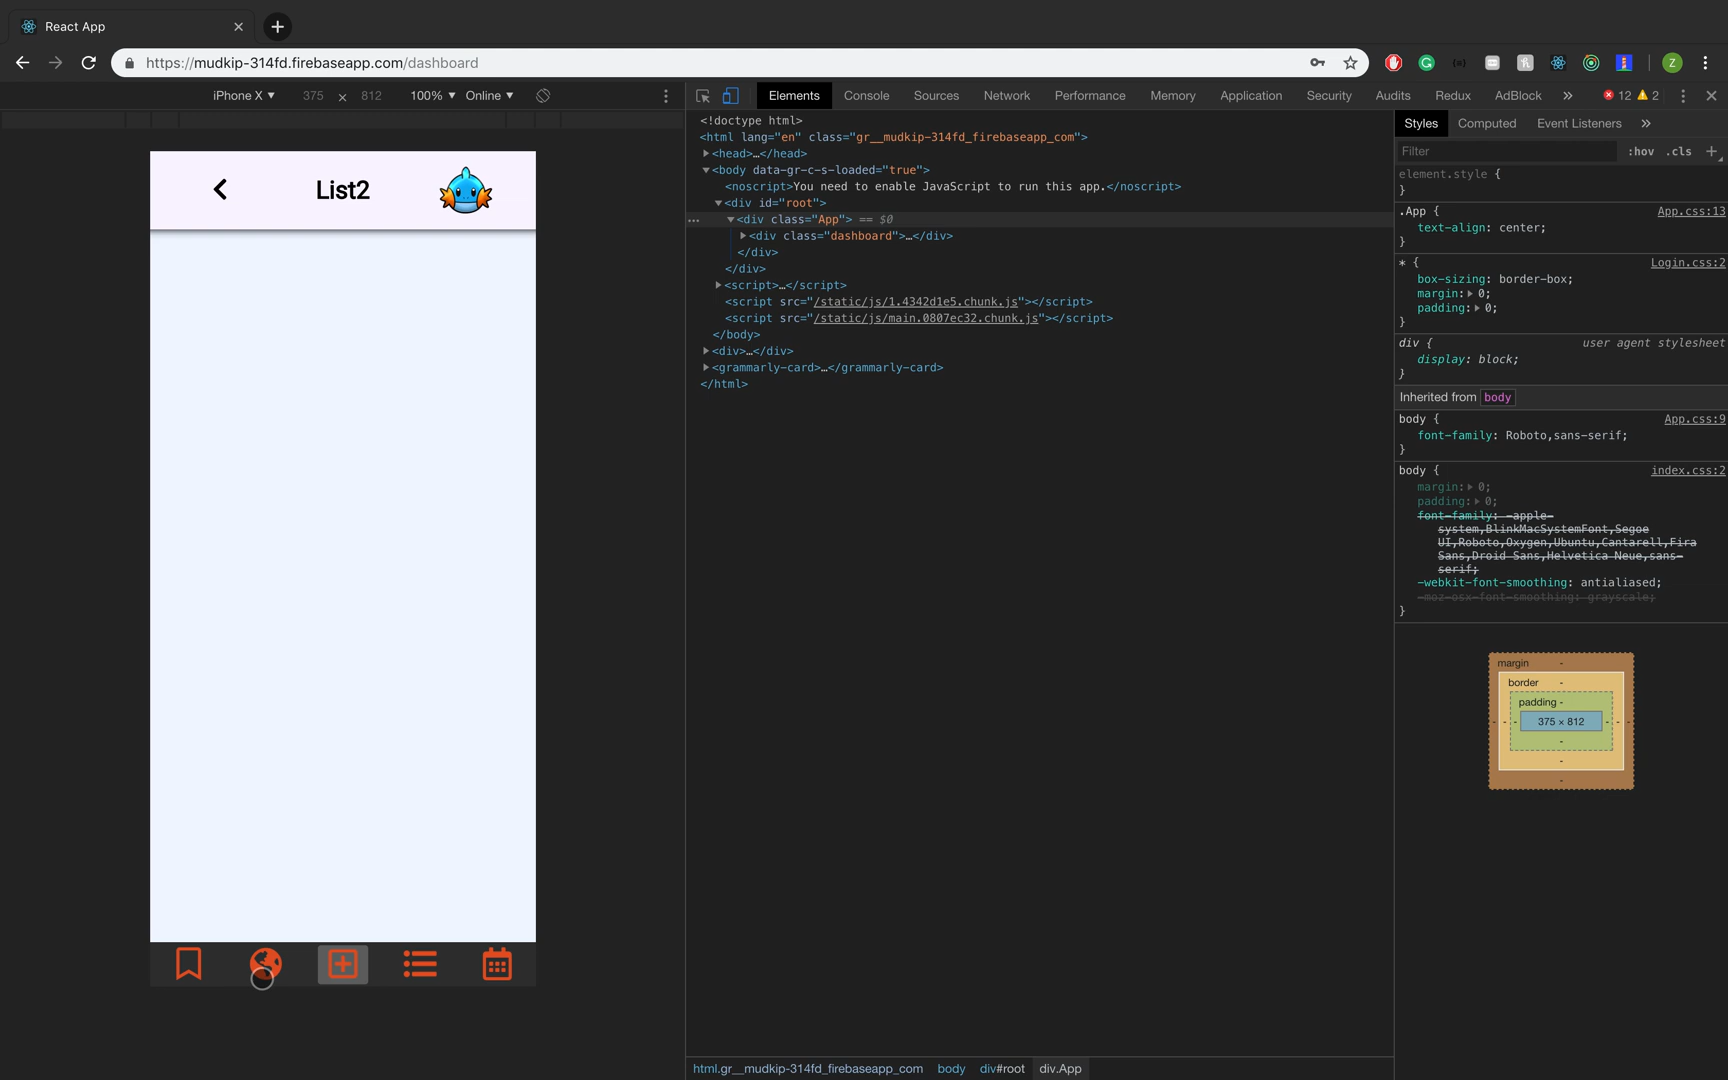 React App
https://mudkip-314fd.firebaseapp.com/dashboard
Z
iPhone X ▼ 375 × 812 100% ▼ Online ▼
Elements Console Sources Network Performance Memory Application Security Audits Redux AdBlock » 12 2
List2
<!doctype html>
<html lang="en" class="gr__mudkip-314fd_firebaseapp_com">
<head>…</head>
<body data-gr-c-s-loaded="true">
<noscript>You need to enable JavaScript to run this app.</noscript>
<div id="root">
<div class="App"> == $0
<div class="dashboard">…</div>
</div>
</div>
<script>…</script>
<script src="/static/js/1.4342d1e5.chunk.js"></script>
<script src="/static/js/main.0807ec32.chunk.js"></script>
</body>
<div>…</div>
<grammarly-card>…</grammarly-card>
</html>
html.gr__mudkip-314fd_firebaseapp_com body div#root div.App
Styles Computed Event Listeners »
Filter :hov .cls +
element.style {
}
.App { App.css:13
text-align: center;
}
* { Login.css:2
box-sizing: border-box;
margin: 0;
padding: 0;
}
div { user agent stylesheet
display: block;
}
Inherited from body
body { App.css:9
font-family: Roboto,sans-serif;
}
body { index.css:2
margin: 0;
padding: 0;
font-family: -apple-
system,BlinkMacSystemFont,Segoe
UI,Roboto,Oxygen,Ubuntu,Cantarell,Fira
Sans,Droid Sans,Helvetica Neue,sans-
serif;
-webkit-font-smoothing: antialiased;
-moz-osx-font-smoothing: grayscale;
}
margin -
border -
padding -
- - - 375 × 812 - - -
-
-
-